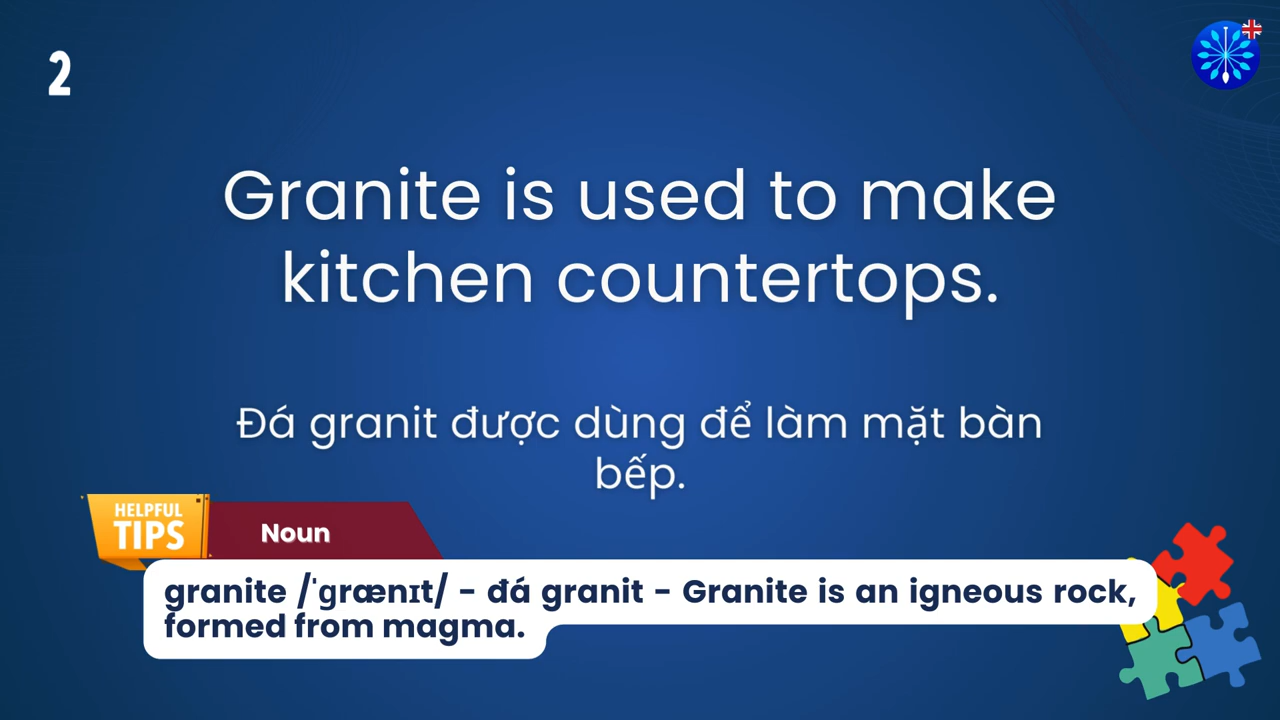 2
Granite is used to make
kitchen countertops.
Đá granit được dùng để làm mặt bàn
bếp.
HELPFUL
TIPS
Noun
granite /ˈɡrænɪt/ - đá granit - Granite is an igneous rock,
formed from magma.